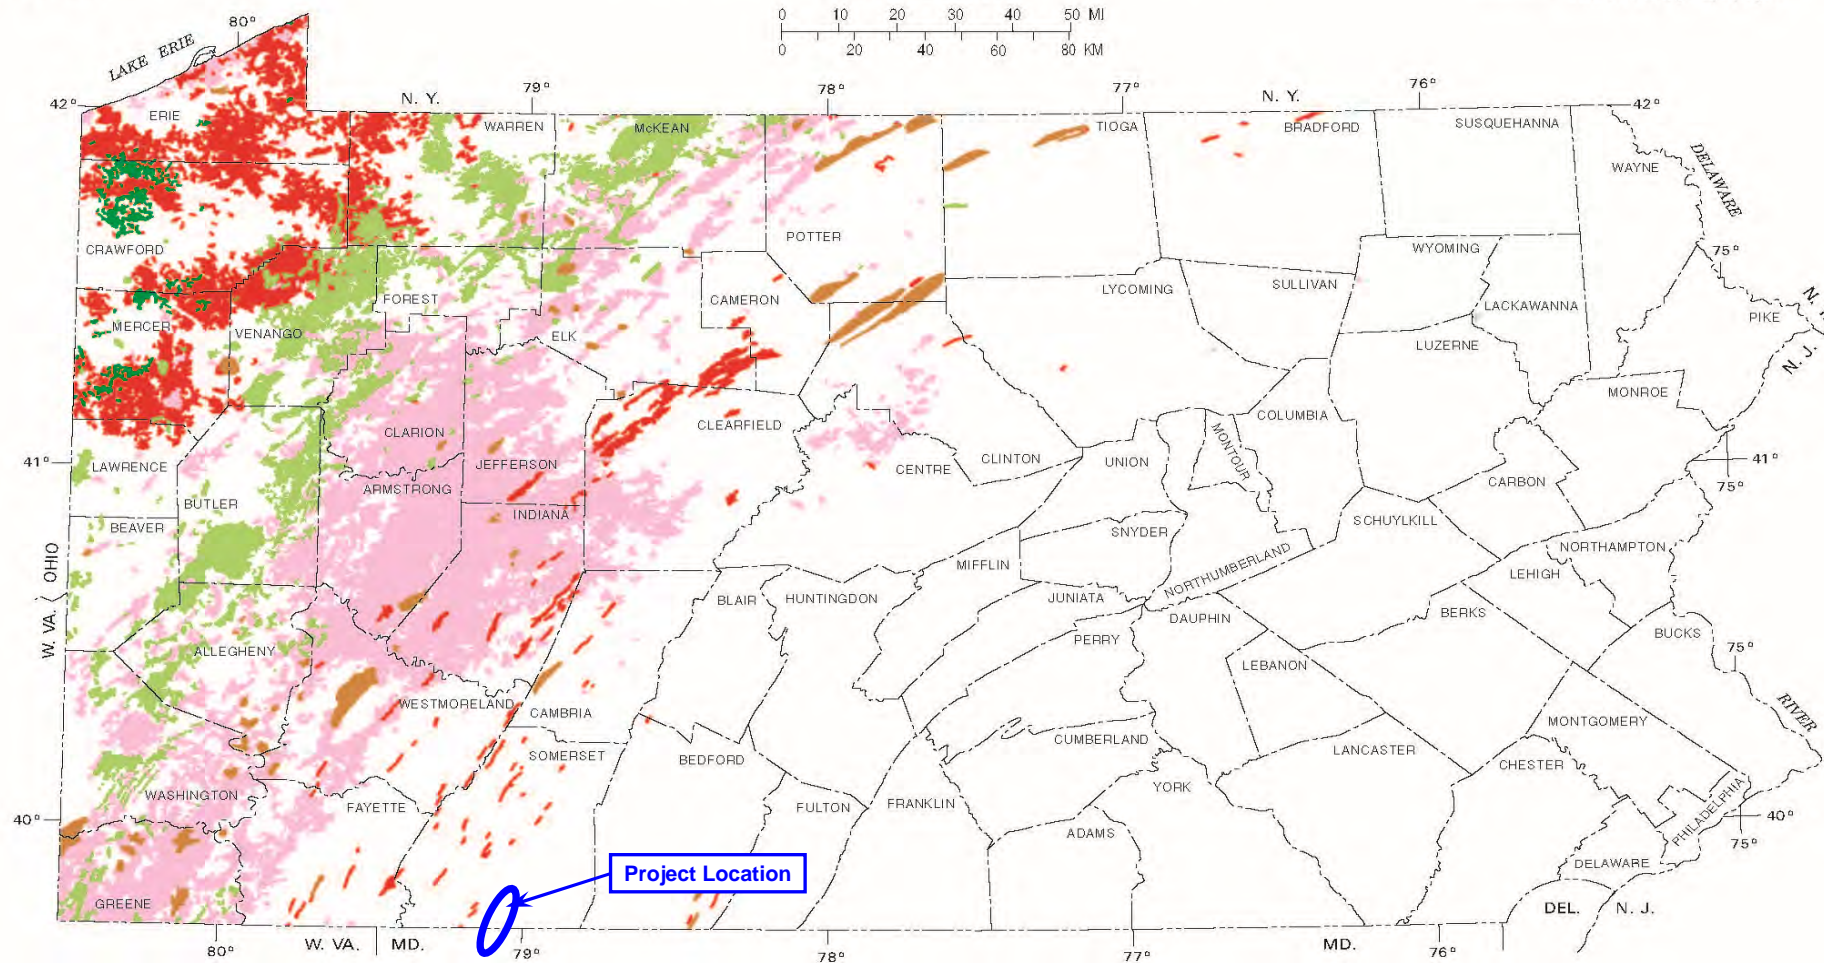 0 10 20 30 40 50 MI
0 20 40 60 80 KM
80°
LAKE ERIE
79°
78°
77°
76°
42°
N. Y.
N. Y.
42°
ERIE
WARREN
McKEAN
TIOGA
BRADFORD
SUSQUEHANNA
WAYNE
DELAWARE
CRAWFORD
POTTER
WYOMING
75°
FOREST
CAMERON
LYCOMING
SULLIVAN
LACKAWANNA
PIKE
MERCER
VENANGO
ELK
LUZERNE
N. J.
MONROE
CLARION
CLEARFIELD
COLUMBIA
MONTOUR
LAWRENCE
JEFFERSON
CENTRE
CLINTON
UNION
41°
41°
75°
ARMSTRONG
CARBON
BUTLER
INDIANA
BEAVER
SNYDER
SCHUYLKILL
NORTHAMPTON
OHIO
W. VA.
MIFFLIN
NORTHUMBERLAND
LEHIGH
BLAIR
HUNTINGDON
JUNIATA
DAUPHIN
BERKS
BUCKS
PERRY
75°
ALLEGHENY
LEBANON
WESTMORELAND
CAMBRIA
RIVER
MONTGOMERY
SOMERSET
BEDFORD
CUMBERLAND
LANCASTER
CHESTER
WASHINGTON
FAYETTE
FULTON
FRANKLIN
YORK
PHILADELPHIA
40°
40°
ADAMS
75°
DELAWARE
Project Location
GREENE
DEL.
N. J.
80°
W. VA.
MD.
79°
78°
77°
MD.
76°